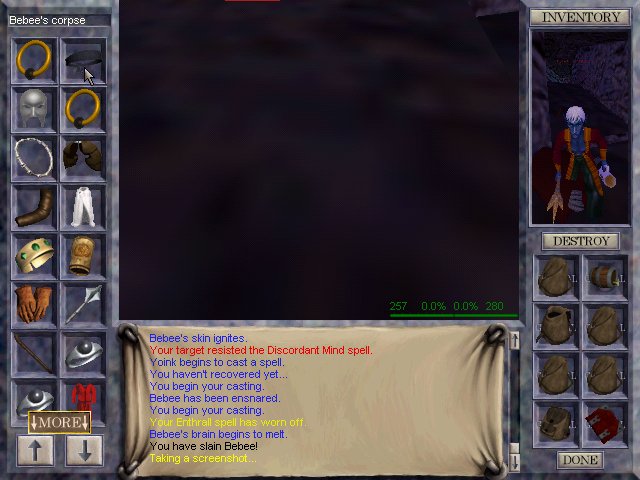 Bebee's corpse
INVENTORY
DESTROY
257 0.0% 0.0% 280
Bebee's skin ignites.
Your target resisted the Discordant Mind spell.
Yoink begins to cast a spell.
You haven't recovered yet...
You begin your casting.
Bebee has been ensnared.
You begin your casting.
Your Enthrall spell has worn off.
Bebee's brain begins to melt.
You have slain Bebee!
Taking a screenshot...
MORE
DONE